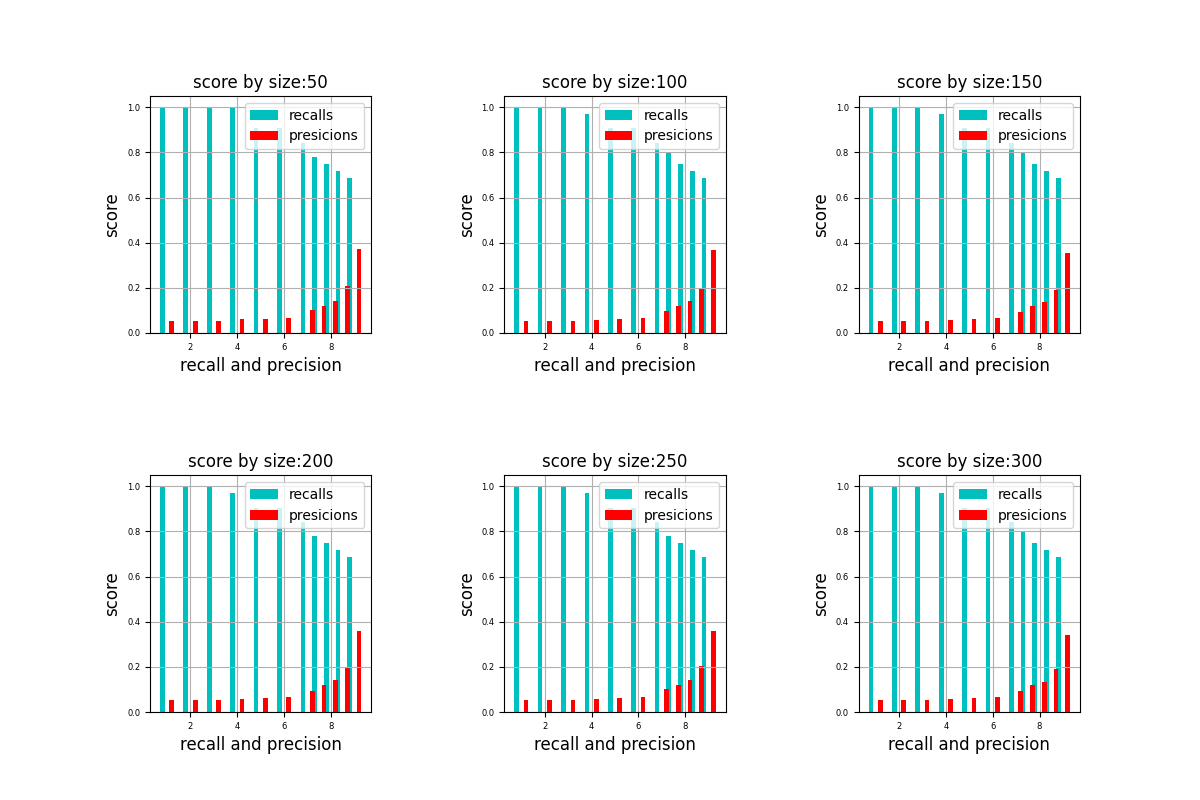 score by size:50
score by size:100
score by size:150
1.0
0.8
0.6
0.4
0.2
0.0
score
recalls
presicions
2
4
6
8
recall and precision
1.0
0.8
0.6
0.4
0.2
0.0
score
recalls
presicions
2
4
6
8
recall and precision
1.0
0.8
0.6
0.4
0.2
0.0
score
recalls
presicions
2
4
6
8
recall and precision
score by size:200
score by size:250
score by size:300
1.0
0.8
0.6
0.4
0.2
0.0
score
recalls
presicions
2
4
6
8
recall and precision
1.0
0.8
0.6
0.4
0.2
0.0
score
recalls
presicions
2
4
6
8
recall and precision
1.0
0.8
0.6
0.4
0.2
0.0
score
recalls
presicions
2
4
6
8
recall and precision